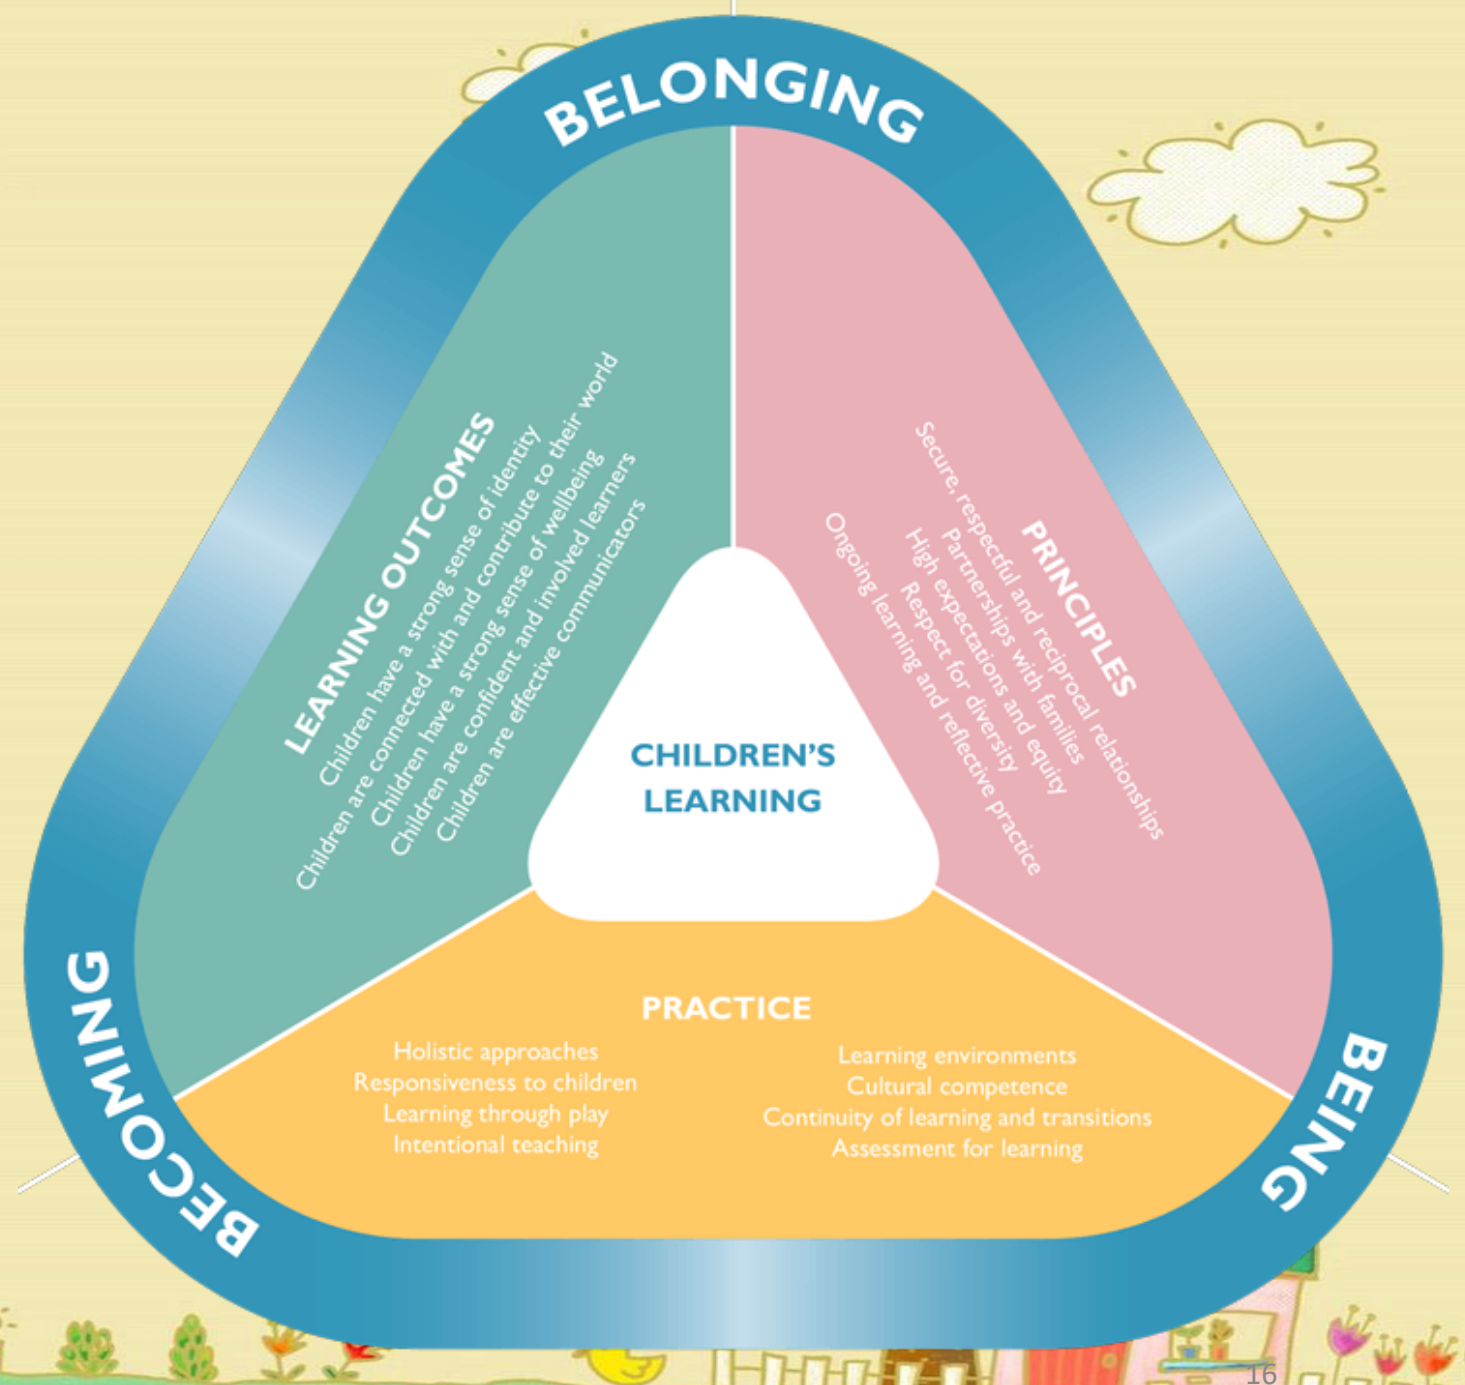 BELONGING
LEARNING OUTCOMES
Children have a strong sense of identity
Children are connected with and contribute to their world
Children have a strong sense of wellbeing
Children are confident and involved learners
Children are effective communicators
PRINCIPLES
Secure, respectful and reciprocal relationships
Partnerships with families
High expectations and equity
Respect for diversity
Ongoing learning and reflective practice
CHILDREN’S
LEARNING
PRACTICE
Holistic approaches
Responsiveness to children
Learning through play
Intentional teaching
Learning environments
Cultural competence
Continuity of learning and transitions
Assessment for learning
BECOMING
BEING
16